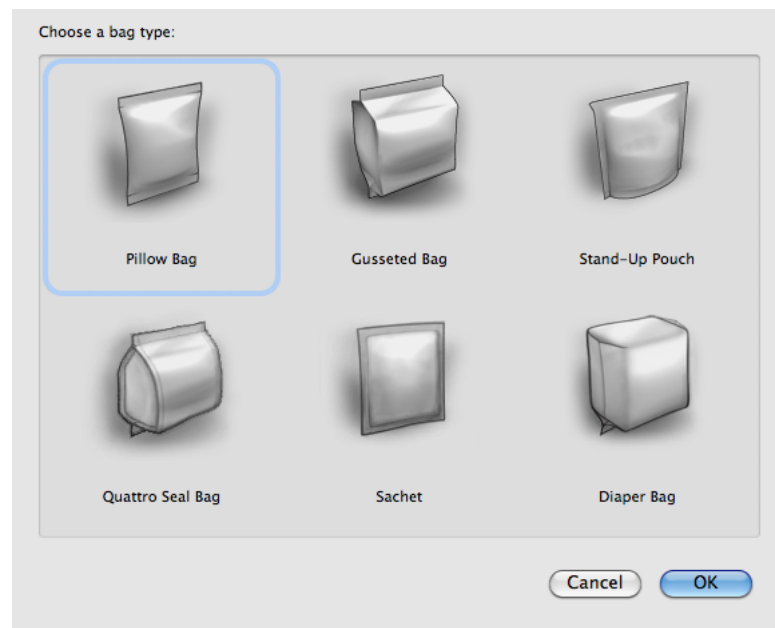 Choose a bag type:
Pillow Bag
Gusseted Bag
Stand-Up Pouch
Quattro Seal Bag
Sachet
Diaper Bag
Cancel
OK